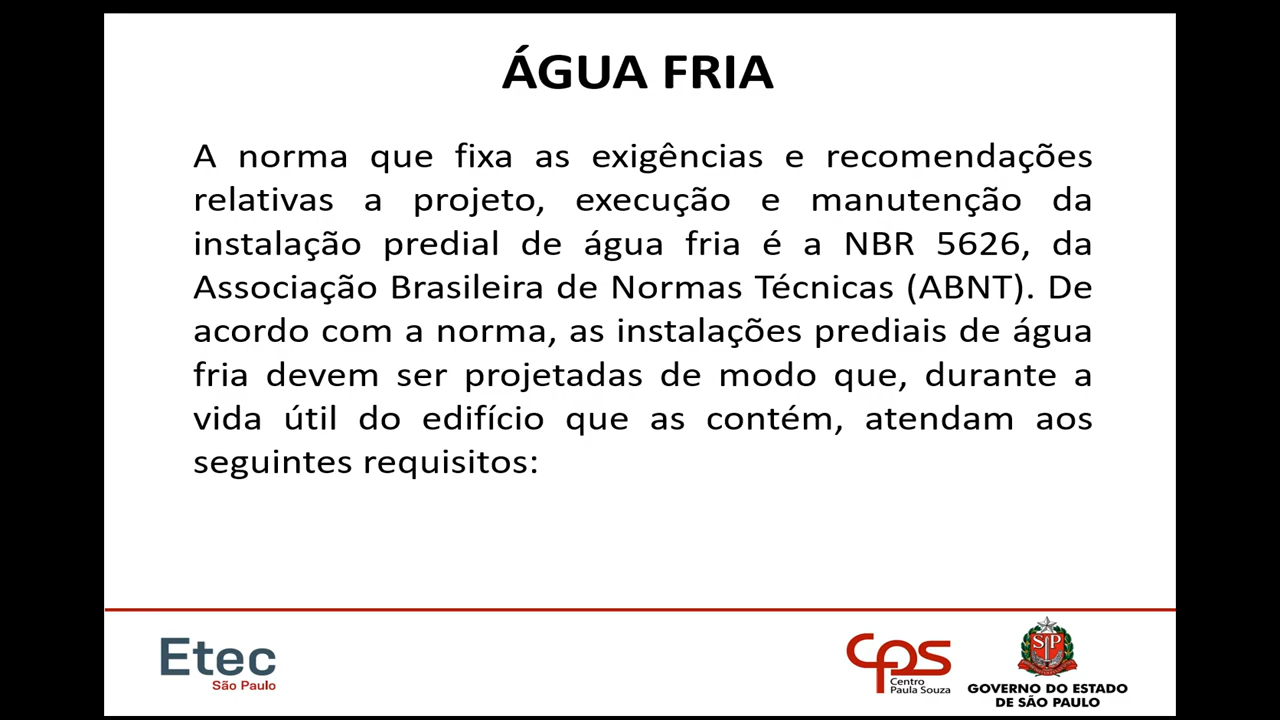 ÁGUA FRIA
A norma que fixa as exigências e recomendações
relativas a projeto, execução e manutenção da
instalação predial de água fria é a NBR 5626, da
Associação Brasileira de Normas Técnicas (ABNT). De
acordo com a norma, as instalações prediais de água
fria devem ser projetadas de modo que, durante a
vida útil do edifício que as contém, atendam aos
seguintes requisitos:
Etec
São Paulo
CPS
Centro
Paula Souza
SP
GOVERNO DO ESTADO
DE SÃO PAULO